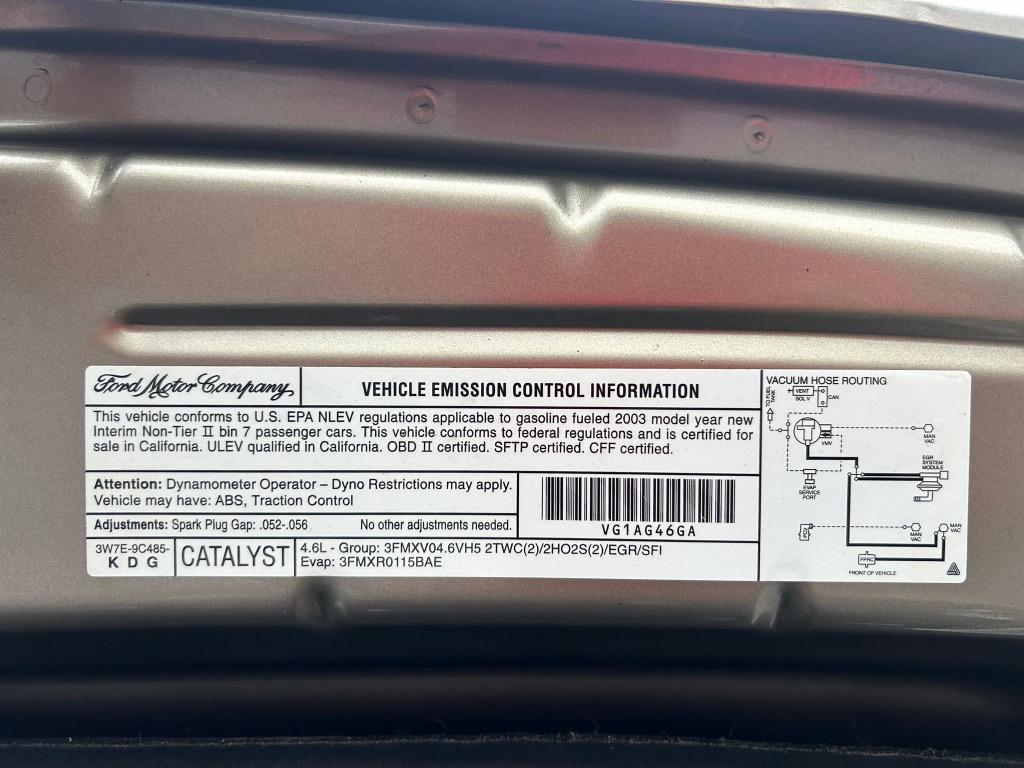 Ford Motor Company
VEHICLE EMISSION CONTROL INFORMATION
This vehicle conforms to U.S. EPA NLEV regulations applicable to gasoline fueled 2003 model year new
Interim Non-Tier II bin 7 passenger cars. This vehicle conforms to federal regulations and is certified for
sale in California. ULEV qualified in California. OBD II certified. SFTP certified. CFF certified.
Attention: Dynamometer Operator – Dyno Restrictions may apply.
Vehicle may have: ABS, Traction Control
VG1AG46GA
Adjustments: Spark Plug Gap: .052-.056 No other adjustments needed.
3W7E-9C485-
K D G
CATALYST
4.6L - Group: 3FMXV04.6VH5 2TWC(2)/2HO2S(2)/EGR/SFI
Evap: 3FMXR0115BAE
VACUUM HOSE ROUTING
TO FUEL
TANK
VENT
SOL V
CAN
VMV
MAN
VAC
EGR
SYSTEM
MODULE
EVAP
SERVICE
PORT
MAN
VAC
MAN
VAC
FPRC
FRONT OF VEHICLE